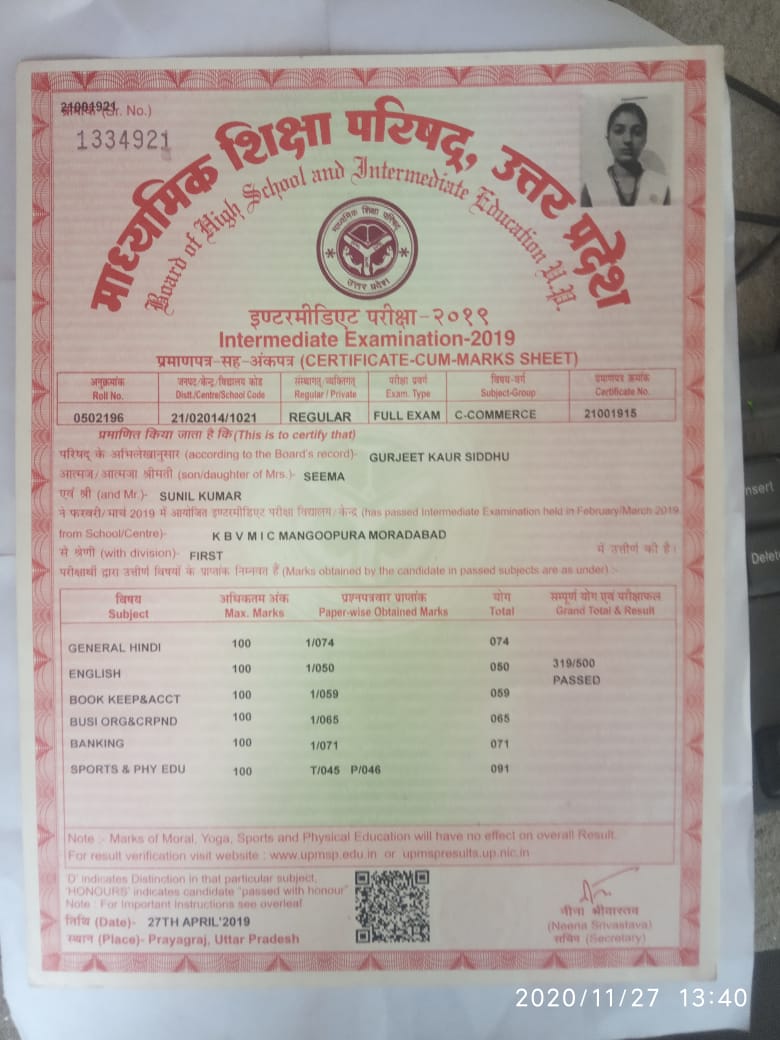 21001921
क्रमांक (Sr. No.)
1334921
माध्यमिक शिक्षा परिषद्, उत्तर प्रदेश
Board of High School and Intermediate Education U.P.
माध्यमिक शिक्षा परिषद्
उत्तर प्रदेश
इण्टरमीडिएट परीक्षा-२०१९
Intermediate Examination-2019
प्रमाणपत्र-सह-अंकपत्र (CERTIFICATE-CUM-MARKS SHEET)
अनुक्रमांक जनपद/केन्द्र/विद्यालय कोड संस्थागत/व्यक्तिगत परीक्षा प्रवर्ग विषय-वर्ग प्रमाणपत्र क्रमांक
Roll No. Distt./Centre/School Code Regular / Private Exam. Type Subject-Group Certificate No.
0502196 21/02014/1021 REGULAR FULL EXAM C-COMMERCE 21001915
प्रमाणित किया जाता है कि (This is to certify that)
परिषद् के अभिलेखानुसार (according to the Board's record)- GURJEET KAUR SIDDHU
आत्मज/आत्मजा श्रीमती (son/daughter of Mrs.)- SEEMA
एवं श्री (and Mr.)- SUNIL KUMAR
ने फरवरी/मार्च 2019 में आयोजित इण्टरमीडिएट परीक्षा विद्यालय/केन्द्र (has passed Intermediate Examination held in February/March 2019
from School/Centre)- K B V M I C MANGOOPURA MORADABAD
से श्रेणी (with division)- FIRST में उत्तीर्ण की है।
परीक्षार्थी द्वारा उत्तीर्ण विषयों के प्राप्तांक निम्नवत हैं (Marks obtained by the candidate in passed subjects are as under) :-
विषय अधिकतम अंक प्रश्नपत्रवार प्राप्तांक योग सम्पूर्ण योग एवं परीक्षाफल
Subject Max. Marks Paper-wise Obtained Marks Total Grand Total & Result
GENERAL HINDI 100 1/074 074
ENGLISH 100 1/050 050 319/500
PASSED
BOOK KEEP&ACCT 100 1/059 059
BUSI ORG&CRPND 100 1/065 065
BANKING 100 1/071 071
SPORTS & PHY EDU 100 T/045 P/046 091
Note :- Marks of Moral, Yoga, Sports and Physical Education will have no effect on overall Result.
For result verification visit website : www.upmsp.edu.in or upmspresults.up.nic.in
'D' indicates Distinction in that particular subject,
'HONOURS' indicates candidate "passed with honour"
Note : For Important Instructions see overleaf
तिथि (Date)- 27TH APRIL'2019
स्थान (Place)- Prayagraj, Uttar Pradesh
नीना श्रीवास्तव
(Neena Srivastava)
सचिव (Secretary)
Insert
Delete
2020/11/27 13:40